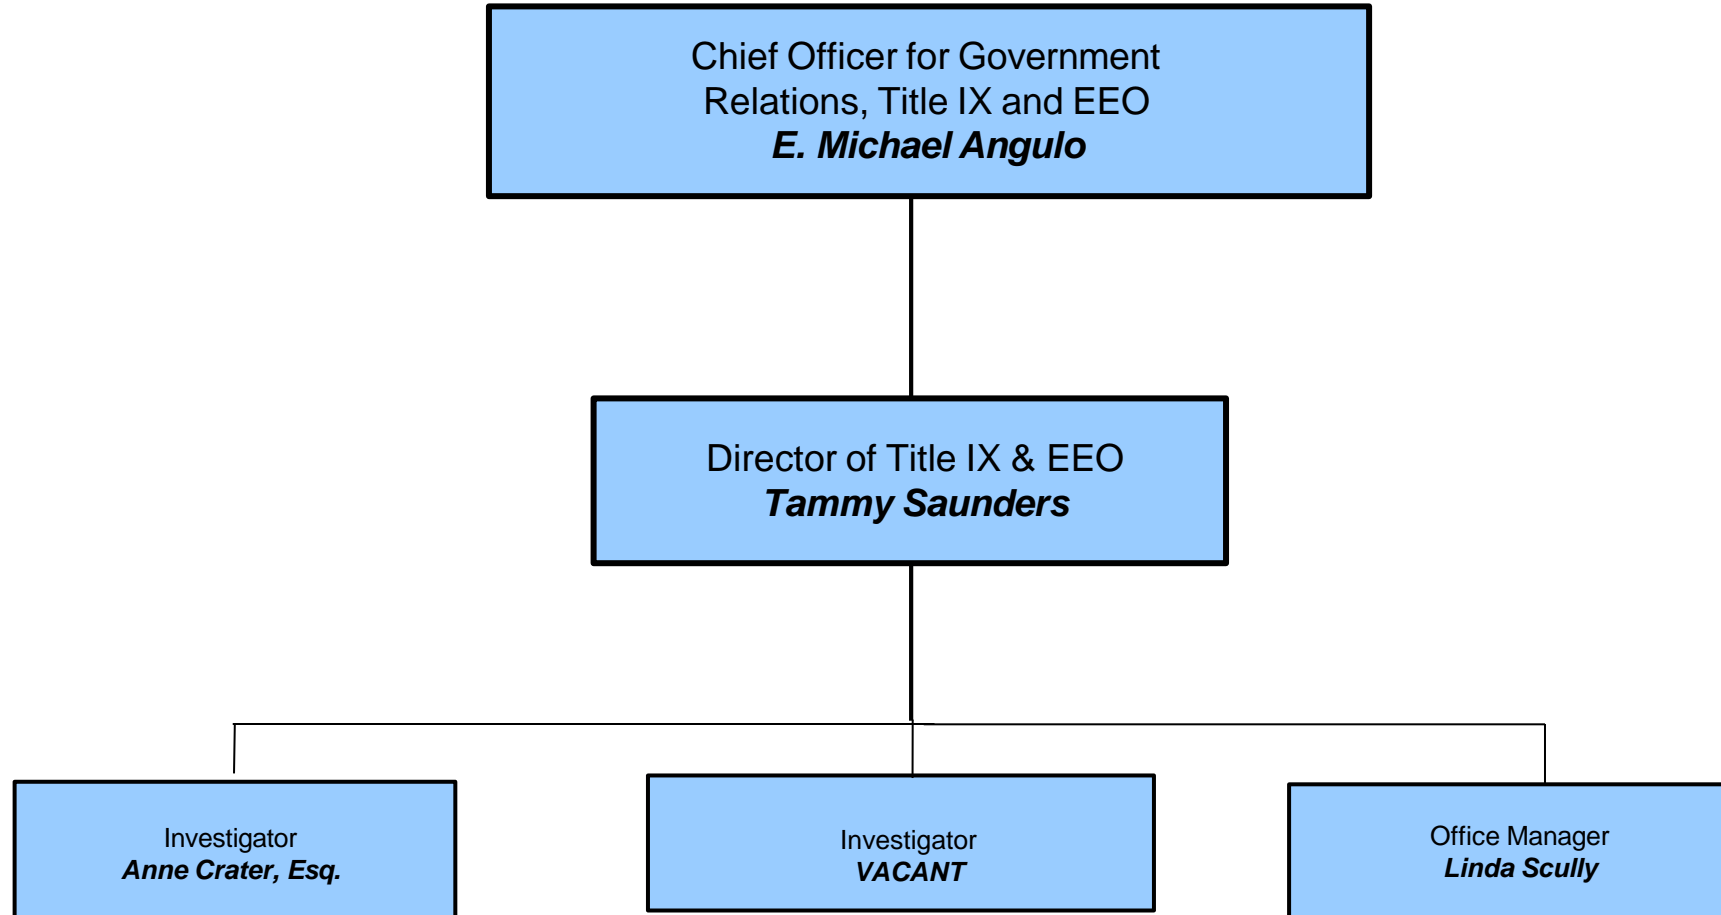 Chief Officer for Government
Relations, Title IX and EEO
E. Michael Angulo
Director of Title IX & EEO
Tammy Saunders
Investigator
Anne Crater, Esq.
Investigator
VACANT
Office Manager
Linda Scully